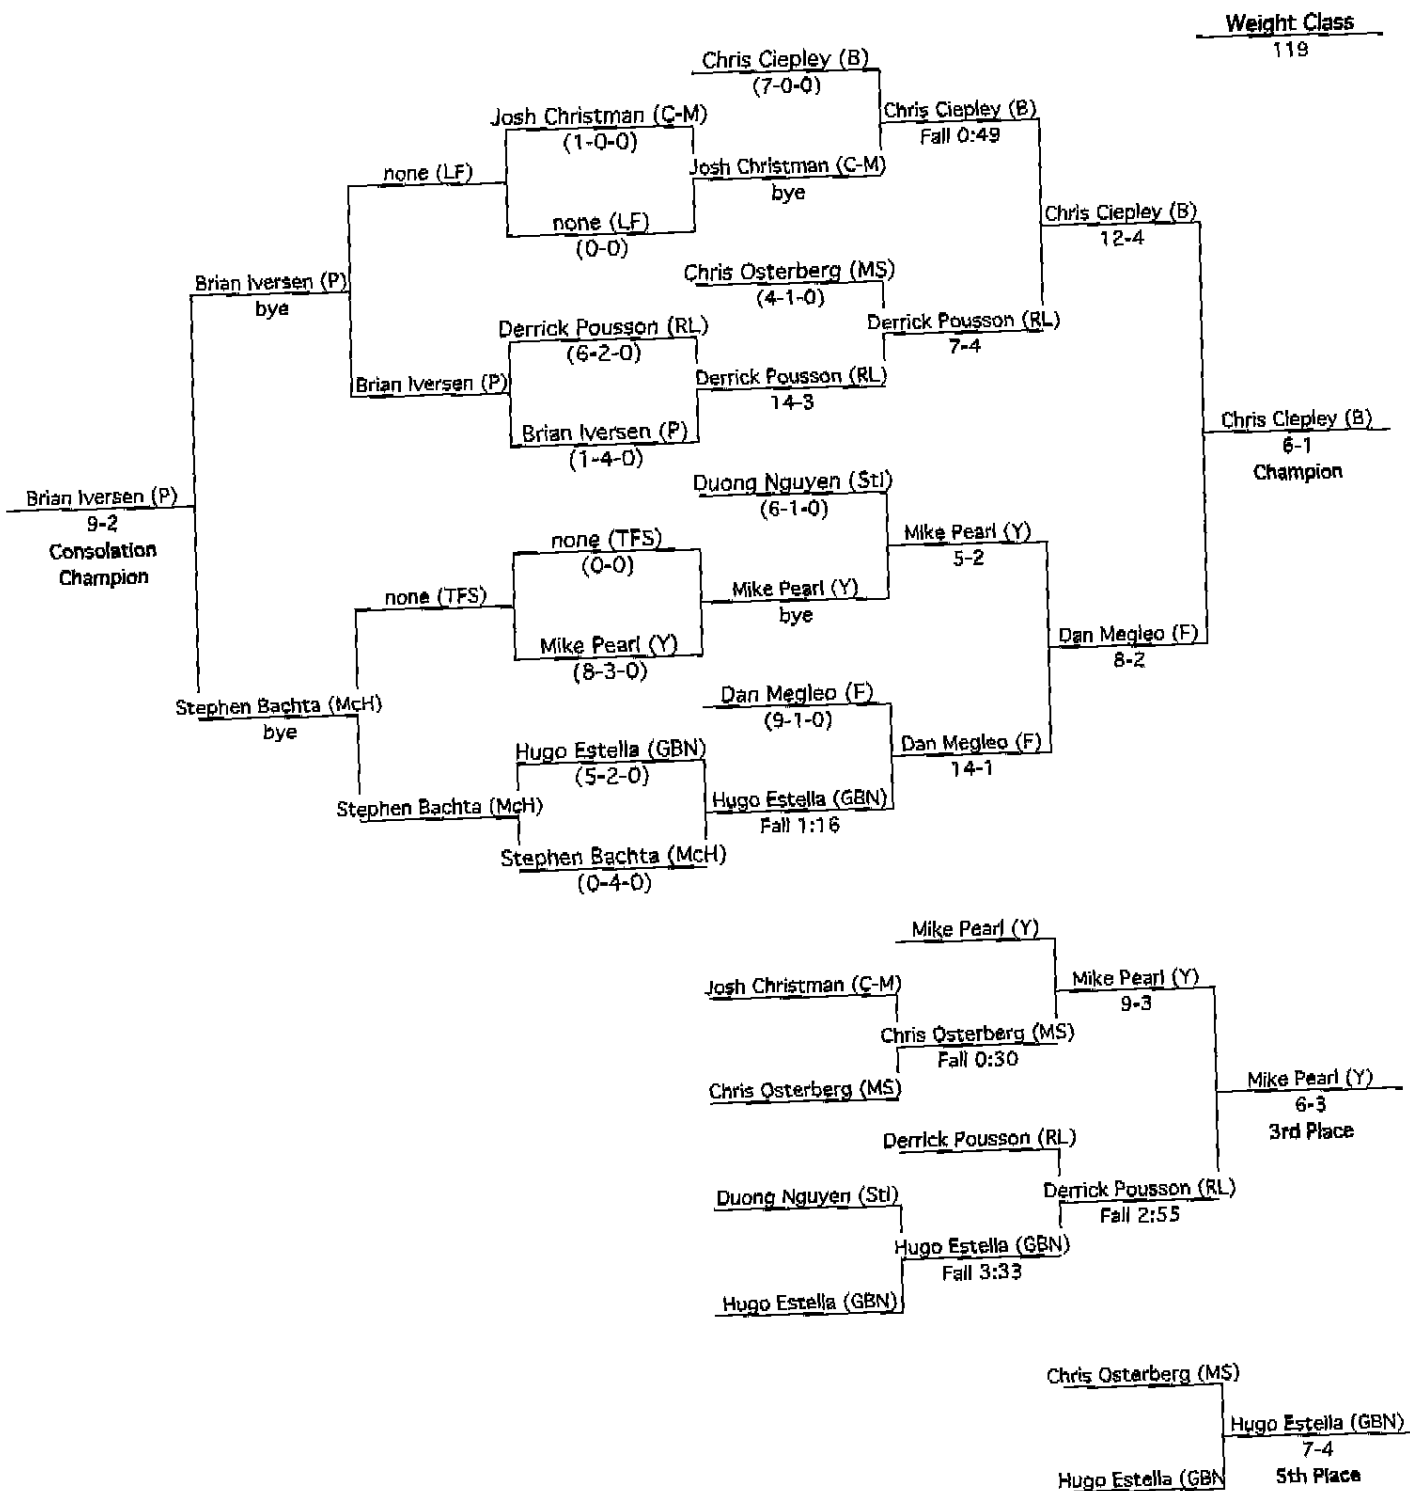 Weight Class
119
Chris Ciepley (B)
(7-0-0)
Josh Christman (C-M)
(1-0-0)
Chris Ciepley (B)
Fall 0:49
none (LF)
Josh Christman (C-M)
bye
none (LF)
(0-0)
Chris Ciepley (B)
12-4
Brian Iversen (P)
bye
Chris Osterberg (MS)
(4-1-0)
Derrick Pousson (RL)
(6-2-0)
Derrick Pousson (RL)
7-4
Brian Iversen (P)
Derrick Pousson (RL)
14-3
Brian Iversen (P)
(1-4-0)
Chris Ciepley (B)
6-1
Champion
Brian Iversen (P)
9-2
Consolation
Champion
Duong Nguyen (StI)
(6-1-0)
none (TFS)
(0-0)
Mike Pearl (Y)
5-2
none (TFS)
Mike Pearl (Y)
bye
Mike Pearl (Y)
(8-3-0)
Dan Megleo (F)
8-2
Stephen Bachta (McH)
bye
Dan Megleo (F)
(9-1-0)
Hugo Estella (GBN)
(5-2-0)
Dan Megleo (F)
14-1
Stephen Bachta (McH)
Hugo Estella (GBN)
Fall 1:16
Stephen Bachta (McH)
(0-4-0)
Mike Pearl (Y)
Josh Christman (C-M)
Mike Pearl (Y)
9-3
Chris Osterberg (MS)
Fall 0:30
Chris Osterberg (MS)
Mike Pearl (Y)
6-3
3rd Place
Derrick Pousson (RL)
Duong Nguyen (StI)
Derrick Pousson (RL)
Fall 2:55
Hugo Estella (GBN)
Fall 3:33
Hugo Estella (GBN)
Chris Osterberg (MS)
Hugo Estella (GBN)
7-4
5th Place
Hugo Estella (GBN